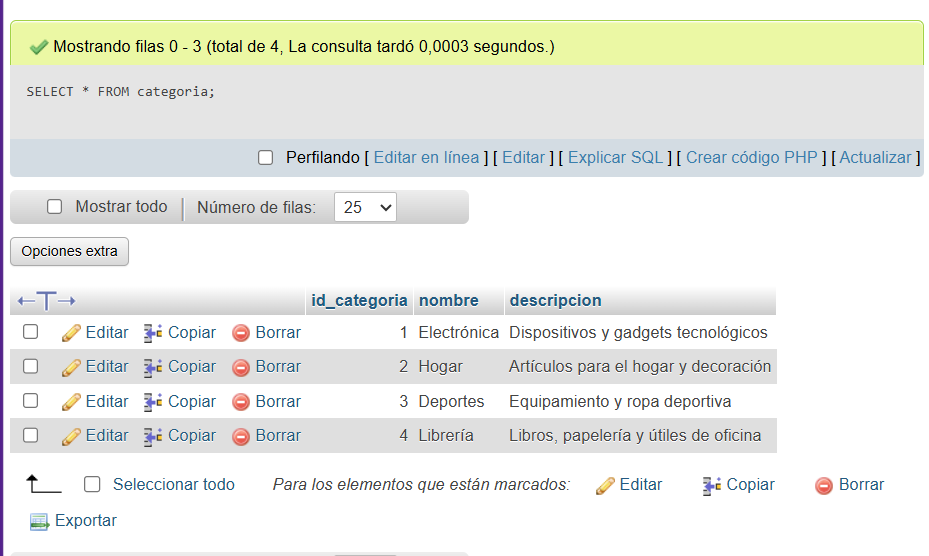 Mostrando filas 0 - 3 (total de 4, La consulta tardó 0,0003 segundos.)
SELECT * FROM categoria;
Perfilando [ Editar en línea ] [ Editar ] [ Explicar SQL ] [ Crear código PHP ] [ Actualizar ]
Mostrar todo | Número de filas: 25
Opciones extra
id_categoria nombre descripcion
Editar Copiar Borrar 1 Electrónica Dispositivos y gadgets tecnológicos
Editar Copiar Borrar 2 Hogar Artículos para el hogar y decoración
Editar Copiar Borrar 3 Deportes Equipamiento y ropa deportiva
Editar Copiar Borrar 4 Librería Libros, papelería y útiles de oficina
Seleccionar todo Para los elementos que están marcados: Editar Copiar Borrar
Exportar